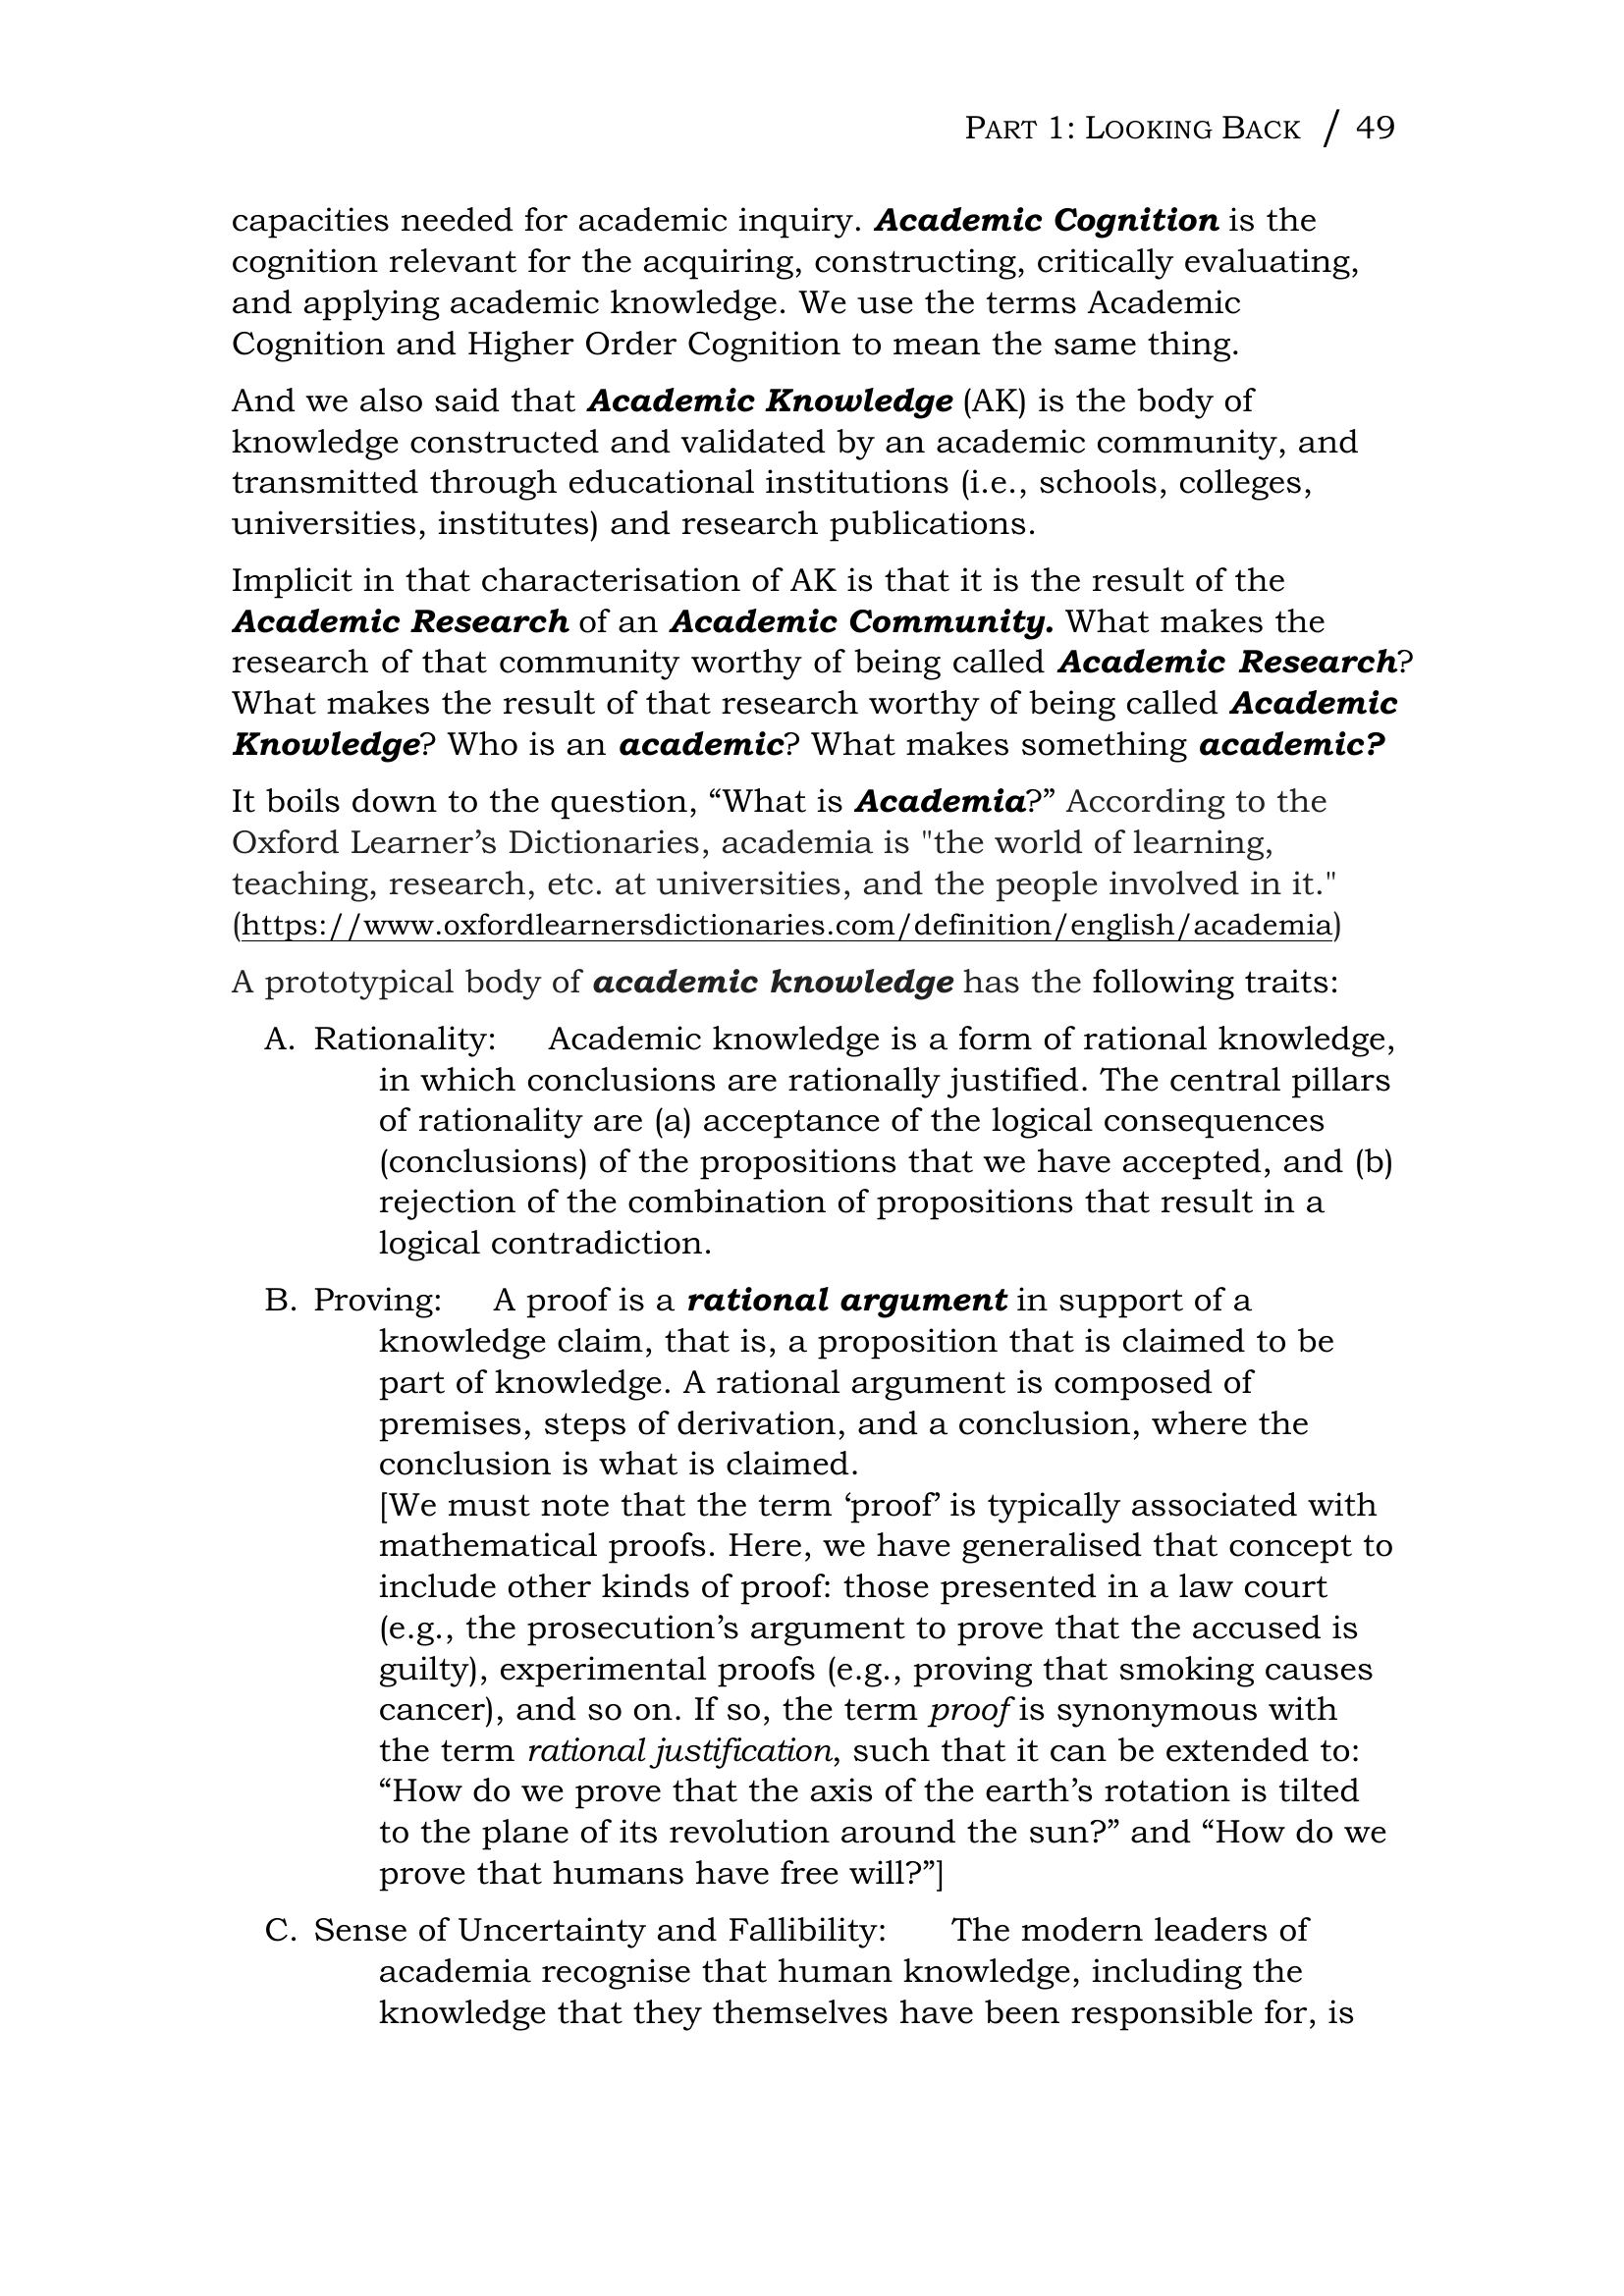 PART 1: LOOKING BACK / 49
capacities needed for academic inquiry. Academic Cognition is the
cognition relevant for the acquiring, constructing, critically evaluating,
and applying academic knowledge. We use the terms Academic
Cognition and Higher Order Cognition to mean the same thing.
And we also said that Academic Knowledge (AK) is the body of
knowledge constructed and validated by an academic community, and
transmitted through educational institutions (i.e., schools, colleges,
universities, institutes) and research publications.
Implicit in that characterisation of AK is that it is the result of the
Academic Research of an Academic Community. What makes the
research of that community worthy of being called Academic Research?
What makes the result of that research worthy of being called Academic
Knowledge? Who is an academic? What makes something academic?
It boils down to the question, “What is Academia?” According to the
Oxford Learner’s Dictionaries, academia is "the world of learning,
teaching, research, etc. at universities, and the people involved in it."
(https://www.oxfordlearnersdictionaries.com/definition/english/academia)
A prototypical body of academic knowledge has the following traits:
A. Rationality: Academic knowledge is a form of rational knowledge,
in which conclusions are rationally justified. The central pillars
of rationality are (a) acceptance of the logical consequences
(conclusions) of the propositions that we have accepted, and (b)
rejection of the combination of propositions that result in a
logical contradiction.
B. Proving: A proof is a rational argument in support of a
knowledge claim, that is, a proposition that is claimed to be
part of knowledge. A rational argument is composed of
premises, steps of derivation, and a conclusion, where the
conclusion is what is claimed.
[We must note that the term ‘proof’ is typically associated with
mathematical proofs. Here, we have generalised that concept to
include other kinds of proof: those presented in a law court
(e.g., the prosecution’s argument to prove that the accused is
guilty), experimental proofs (e.g., proving that smoking causes
cancer), and so on. If so, the term proof is synonymous with
the term rational justification, such that it can be extended to:
“How do we prove that the axis of the earth’s rotation is tilted
to the plane of its revolution around the sun?” and “How do we
prove that humans have free will?”]
C. Sense of Uncertainty and Fallibility: The modern leaders of
academia recognise that human knowledge, including the
knowledge that they themselves have been responsible for, is